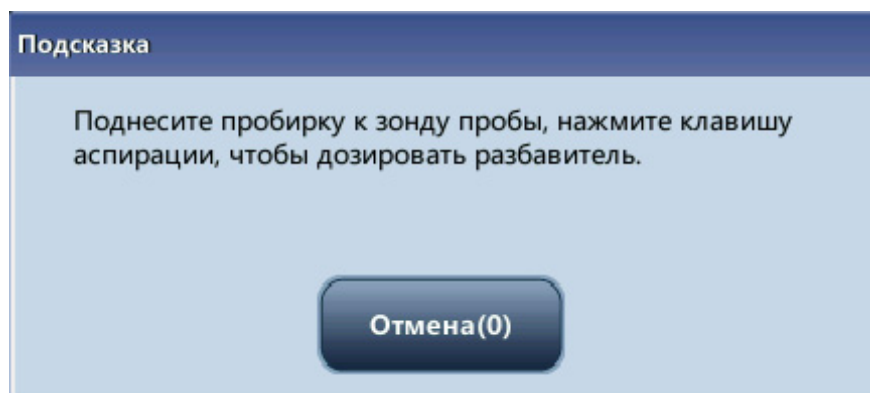 Подсказка
Поднесите пробирку к зонду пробы, нажмите клавишу
аспирации, чтобы дозировать разбавитель.
Отмена(0)